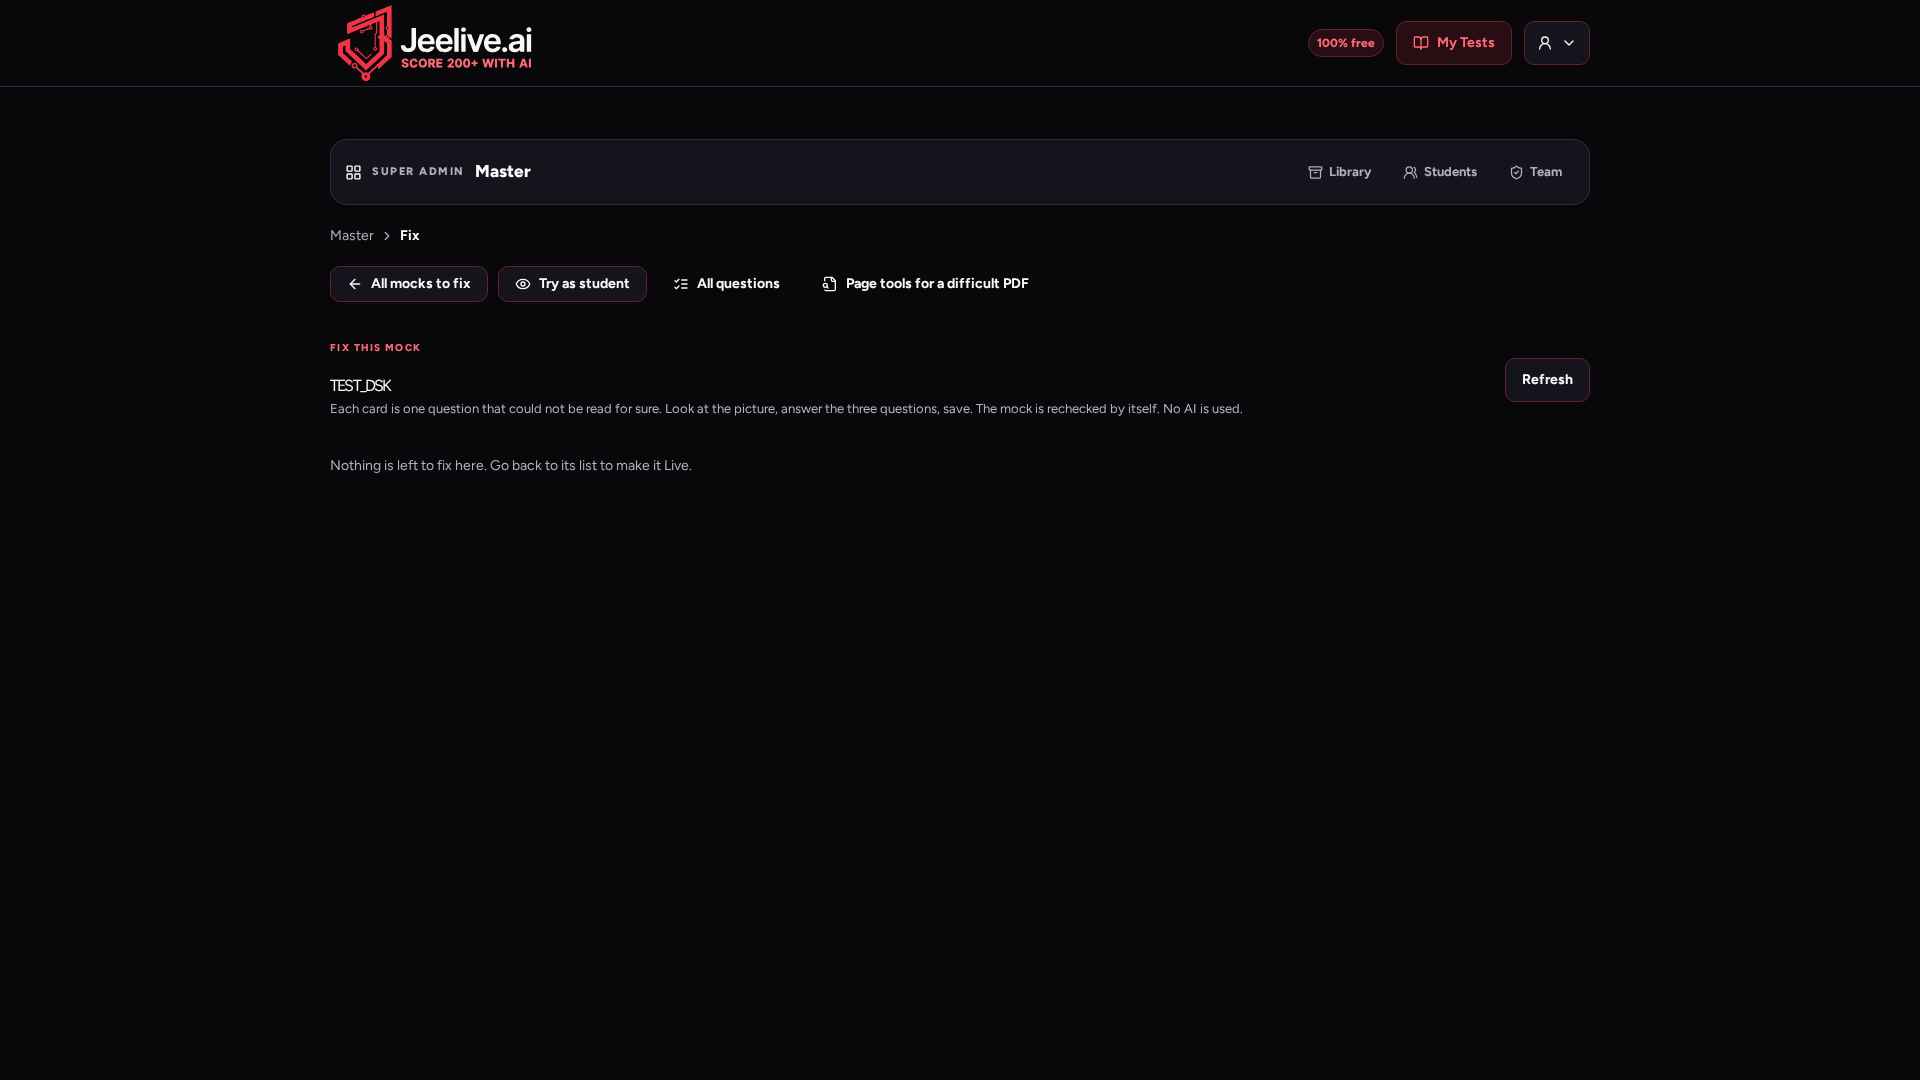 Jeelive.ai
SCORE 200+ WITH AI
100% free
My Tests
SUPER ADMIN Master
Library
Students
Team
Master > Fix
All mocks to fix
Try as student
All questions
Page tools for a difficult PDF
FIX THIS MOCK
TEST_DSK
Each card is one question that could not be read for sure. Look at the picture, answer the three questions, save. The mock is rechecked by itself. No AI is used.
Refresh
Nothing is left to fix here. Go back to its list to make it Live.